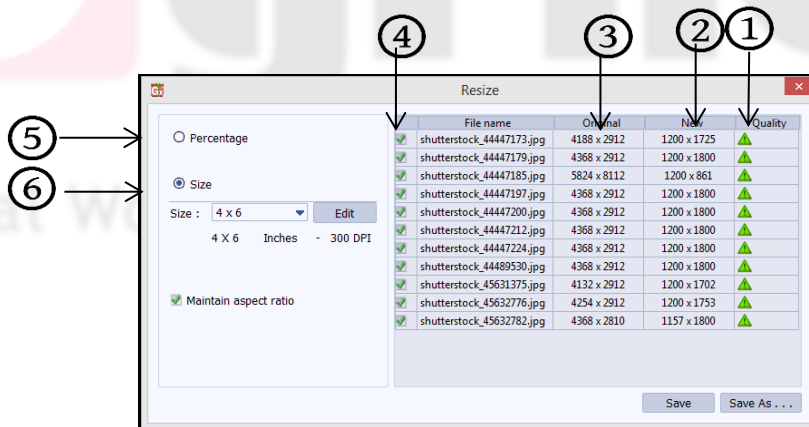 ④ ③ ② ①
Resize
File name Original New Quality
⑤ Percentage
⑥ Size
Size : 4 x 6 Edit
4 X 6 Inches - 300 DPI
Maintain aspect ratio
shutterstock_44447173.jpg 4188 x 2912 1200 x 1725
shutterstock_44447179.jpg 4368 x 2912 1200 x 1800
shutterstock_44447185.jpg 5824 x 8112 1200 x 861
shutterstock_44447197.jpg 4368 x 2912 1200 x 1800
shutterstock_44447200.jpg 4368 x 2912 1200 x 1800
shutterstock_44447212.jpg 4368 x 2912 1200 x 1800
shutterstock_44447224.jpg 4368 x 2912 1200 x 1800
shutterstock_44489530.jpg 4368 x 2912 1200 x 1800
shutterstock_45631375.jpg 4132 x 2912 1200 x 1702
shutterstock_45632776.jpg 4254 x 2912 1200 x 1753
shutterstock_45632782.jpg 4368 x 2810 1157 x 1800
Save Save As . . .